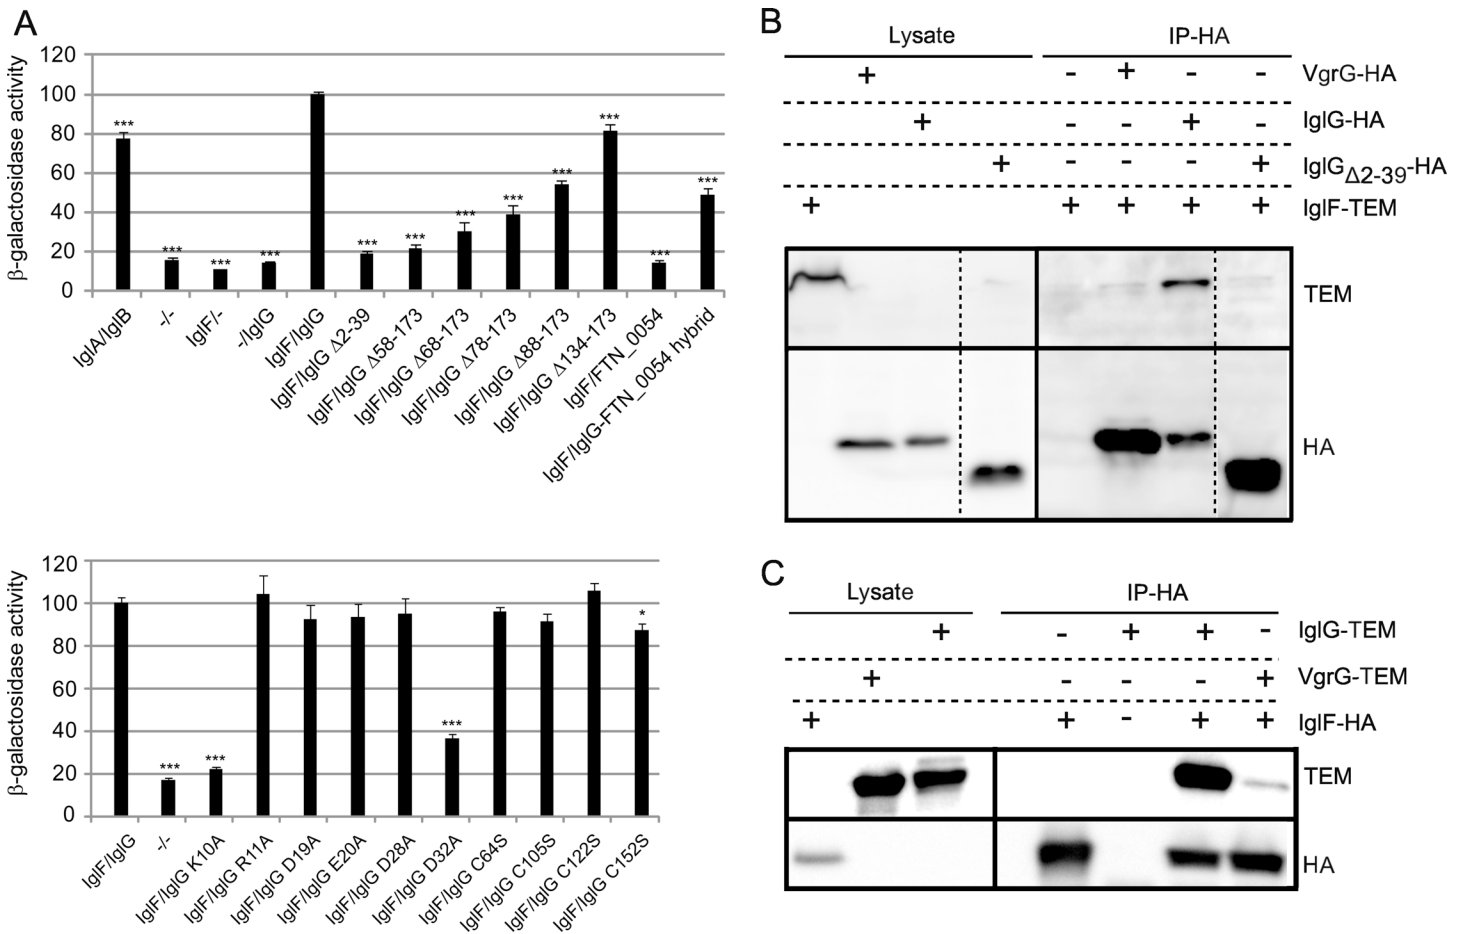 A
β-galactosidase activity
120
100
80
60
40
20
0
***
***
***
***
***
***
***
***
***
***
***
***
IglA/IglB
-/-
IglF/-
-/IglG
IglF/IglG
IglF/IglG Δ2-39
IglF/IglG Δ58-173
IglF/IglG Δ68-173
IglF/IglG Δ78-173
IglF/IglG Δ88-173
IglF/IglG Δ134-173
IglF/FTN_0054
IglF/IglG-FTN_0054 hybrid
β-galactosidase activity
120
100
80
60
40
20
0
***
***
***
*
IglF/IglG
-/-
IglF/IglG K10A
IglF/IglG R11A
IglF/IglG D19A
IglF/IglG E20A
IglF/IglG D28A
IglF/IglG D32A
IglF/IglG C64S
IglF/IglG C105S
IglF/IglG C122S
IglF/IglG C152S
B
Lysate IP-HA
+ - + - - VgrG-HA
+ - - + - IglG-HA
+ - - - + IglGΔ2-39-HA
+ + + + + IglF-TEM
TEM
HA
C
Lysate IP-HA
+ - + + - IglG-TEM
+ - - - + VgrG-TEM
+ + - + + IglF-HA
TEM
HA